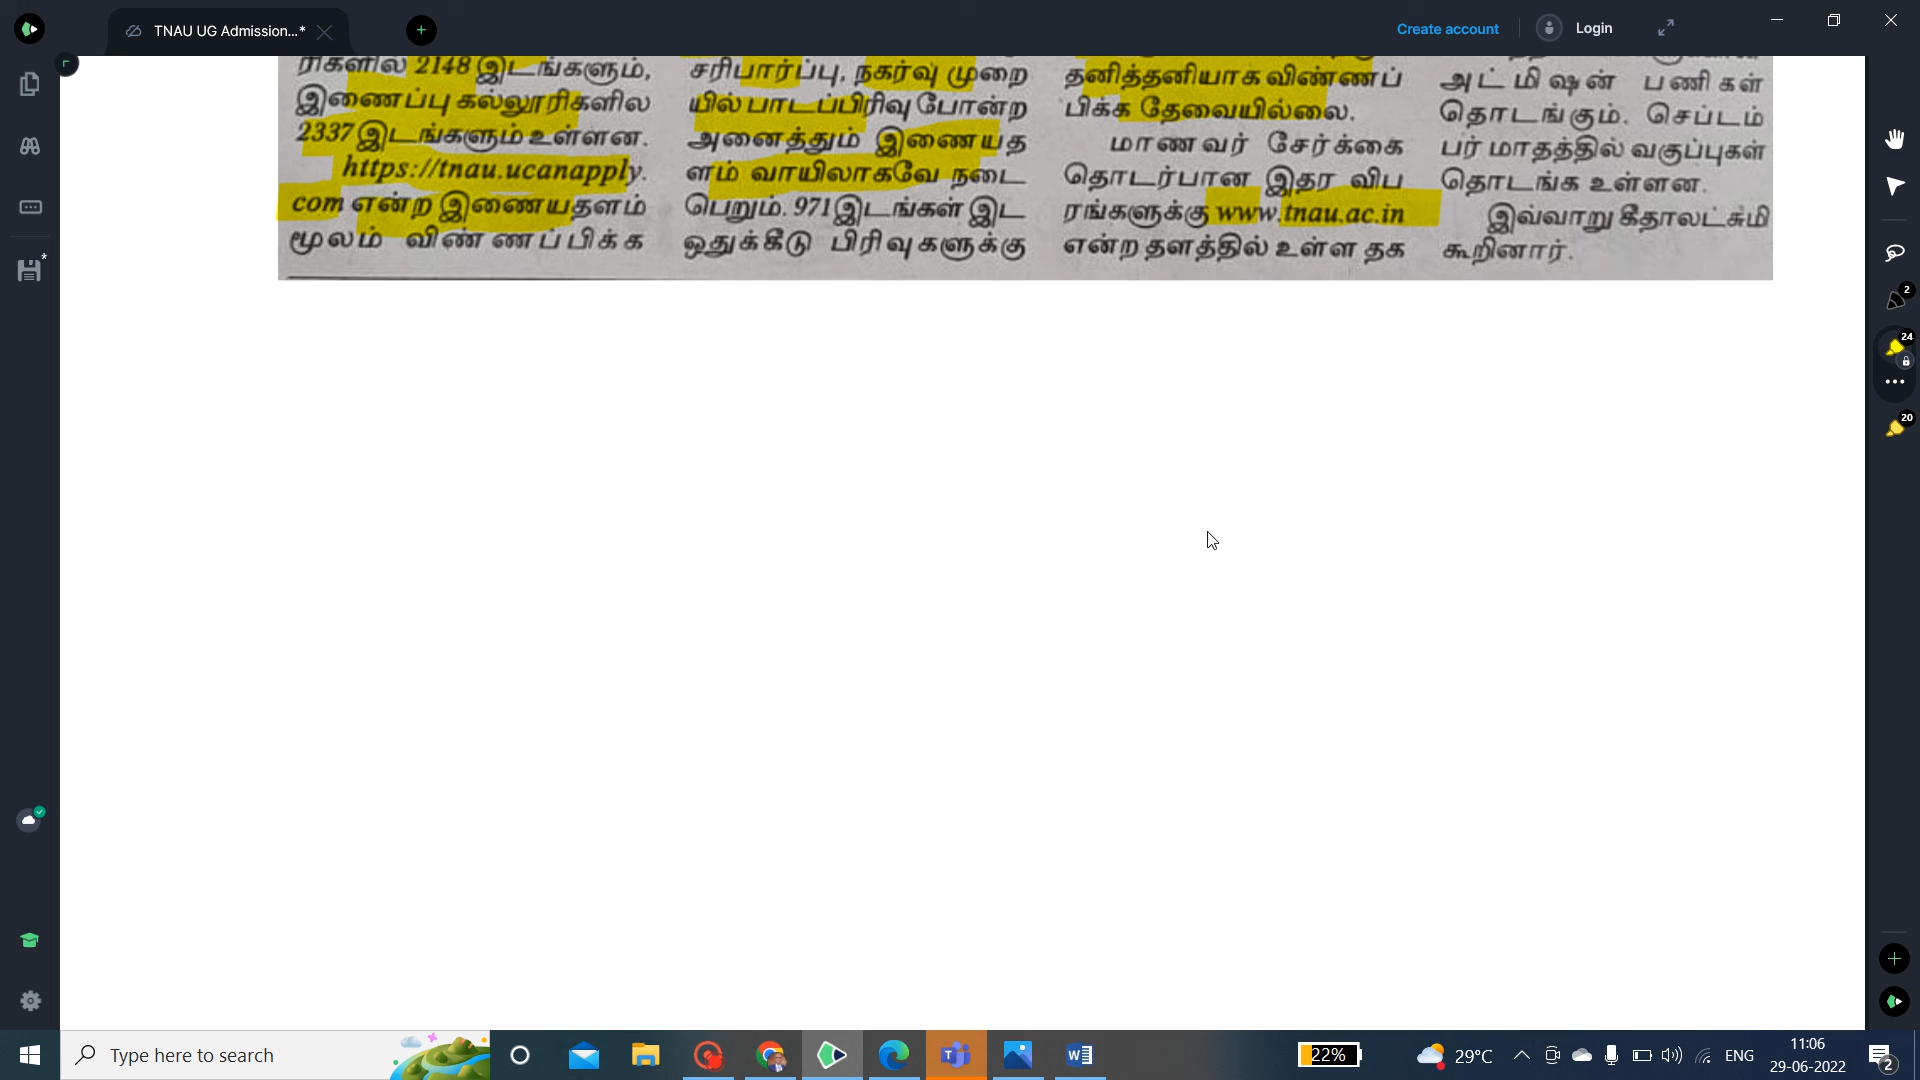 TNAU UG Admission...*
Create account
Login
ரிகளில் 2148 இடங்களும்,
இணைப்பு கல்லூரிகளில
2337 இடங்களும் உள்ளன.
https://tnau.ucanapply.
com என்ற இணையதளம்
மூலம் விண்ணப்பிக்க
சரிபார்ப்பு, நகர்வு முறை
யில் பாடப்பிரிவு போன்ற
அனைத்தும் இணையத
ளம் வாயிலாகவே நடை
பெறும். 971 இடங்கள் இட
ஒதுக்கீடு பிரிவுகளுக்கு
தனித்தனியாக விண்ணப்
பிக்க தேவையில்லை.
மாணவர் சேர்க்கை
தொடர்பான இதர விப
ரங்களுக்கு www.tnau.ac.in
என்ற தளத்தில் உள்ள தக
அட்மிஷன் பணிகள்
தொடங்கும். செப்டம்
பர் மாதத்தில் வகுப்புகள்
தொடங்க உள்ளன.
இவ்வாறு கீதாலட்சுமி
கூறினார்.
2
24
20
Type here to search
22%
29°C
ENG
11:06
29-06-2022
2